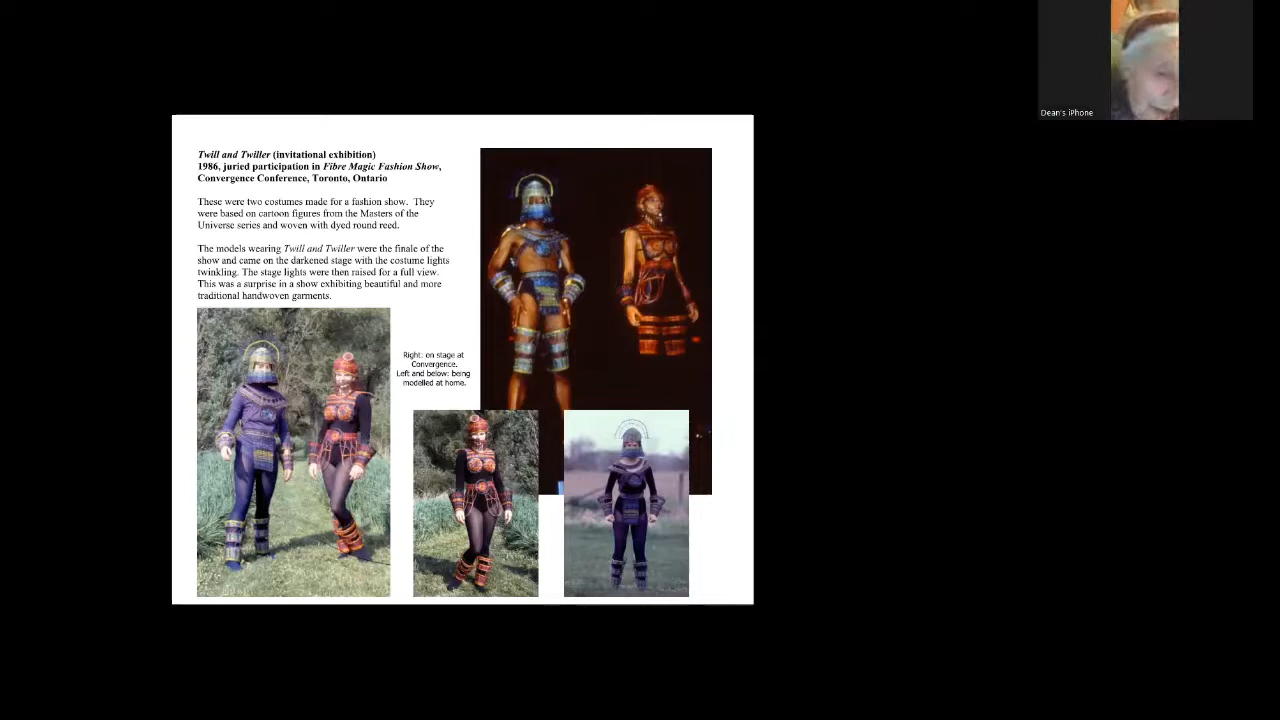 Twill and Twiller (invitational exhibition)
1986, juried participation in Fibre Magic Fashion Show,
Convergence Conference, Toronto, Ontario
These were two costumes made for a fashion show. They
were based on cartoon figures from the Masters of the
Universe series and woven with dyed round reed.
The models wearing Twill and Twiller were the finale of the
show and came on the darkened stage with the costume lights
twinkling. The stage lights were then raised for a full view.
This was a surprise in a show exhibiting beautiful and more
traditional handwoven garments.
Right: on stage at
Convergence.
Left and below: being
modelled at home.
Dean's iPhone